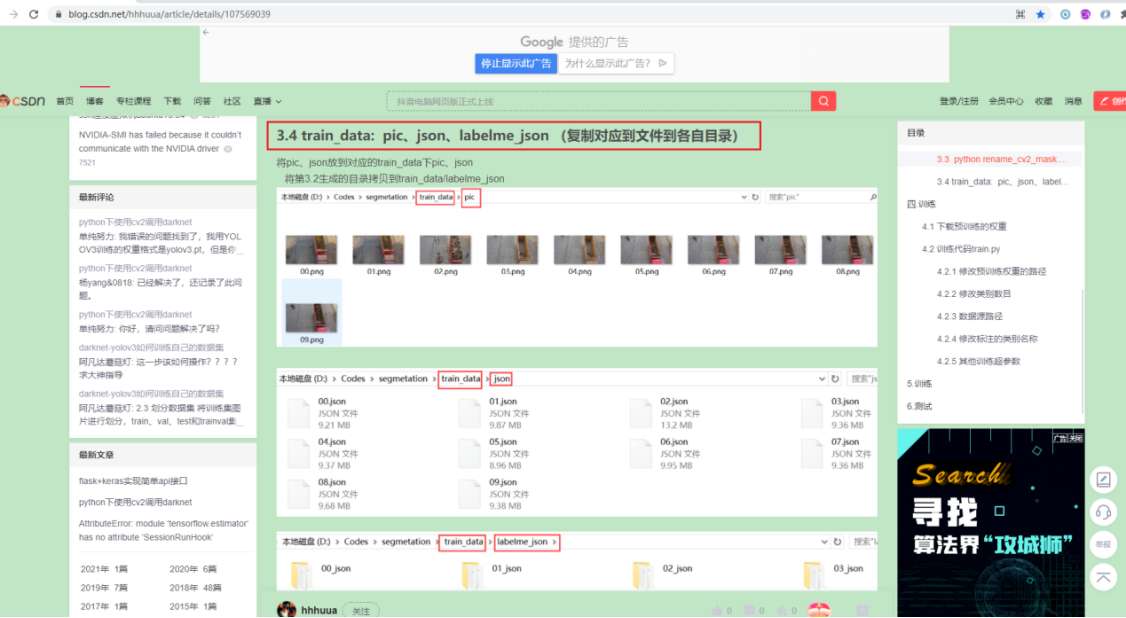 blog.csdn.net/hhhuua/article/details/107569039
Google 提供的广告
停止显示此广告 为什么显示此广告?
CSDN 首页 博客 专栏课程 下载 问答 社区 直播 抖音电脑网页版正式上线 登录/注册 会员中心 收藏 消息
NVIDIA-SMI has failed because it couldn't
communicate with the NVIDIA driver
7521
最新评论
python下使用cv2调用darknet
单纯努力: 我错误的问题找到了,我用YOL
OV3训练的权重格式是yolov3.pt,但是你...
python下使用cv2调用darknet
杨yang&0818: 已经解决了,还记录了此问
题。
python下使用cv2调用darknet
单纯努力: 你好,请问问题解决了吗?
darknet-yolov3如何训练自己的数据集
阿凡达蘑菇灯: 这一步该如何操作????
求大神指导
darknet-yolov3如何训练自己的数据集
阿凡达蘑菇灯: 2.3 划分数据集 将训练集图
片进行划分,train、val、test和trainval集...
最新文章
flask+keras实现简单api接口
python下使用cv2调用darknet
AttributeError: module 'tensorflow.estimator'
has no attribute 'SessionRunHook'
2021年 1篇 2020年 6篇
2019年 7篇 2018年 48篇
2017年 1篇 2015年 1篇
3.4 train_data: pic、json、labelme_json (复制对应到文件到各自目录)
将pic、json放到对应的train_data下pic、json
将第3.2生成的目录拷贝到train_data/labelme_json
本地磁盘 (D:) > Codes > segmetation > train_data > pic 搜索"pic"
00.png 01.png 02.png 03.png 04.png 05.png 06.png 07.png 08.png
09.png
本地磁盘 (D:) > Codes > segmetation > train_data > json 搜索"js
00.json 01.json 02.json 03.json
JSON 文件 JSON 文件 JSON 文件 JSON 文件
9.21 MB 9.87 MB 13.2 MB 9.36 MB
04.json 05.json 06.json 07.json
JSON 文件 JSON 文件 JSON 文件 JSON 文件
9.37 MB 8.96 MB 9.95 MB 9.36 MB
08.json 09.json
JSON 文件 JSON 文件
9.68 MB 9.38 MB
本地磁盘 (D:) > Codes > segmetation > train_data > labelme_json > 搜索"la
00_json 01_json 02_json 03_json
hhhuua 关注 0 0 0
目录
3.3 python rename_cv2_mask....
3.4 train_data: pic、json、label...
四 训练
4.1 下载预训练的权重
4.2 训练代码train.py
4.2.1 修改预训练权重的路径
4.2.2 修改类别数目
4.2.3 数据源路径
4.2.4 修改标注的类别名称
4.2.5 其他训练超参数
5.训练
6.测试
广告 关闭
Search
寻找
算法界“攻城狮”
举报